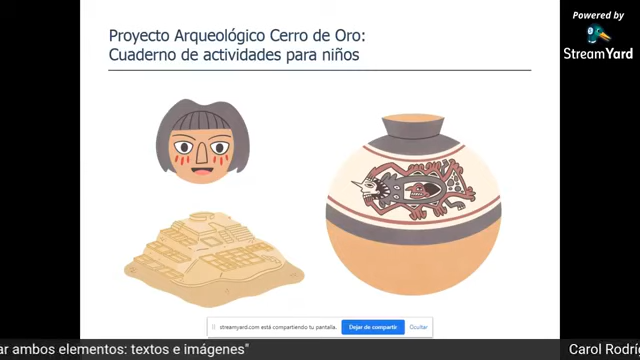 Powered by
StreamYard
Proyecto Arqueológico Cerro de Oro:
Cuaderno de actividades para niños
streamyard.com está compartiendo tu pantalla.
Dejar de compartir
Ocultar
ar ambos elementos: textos e imágenes"
Carol Rodrí